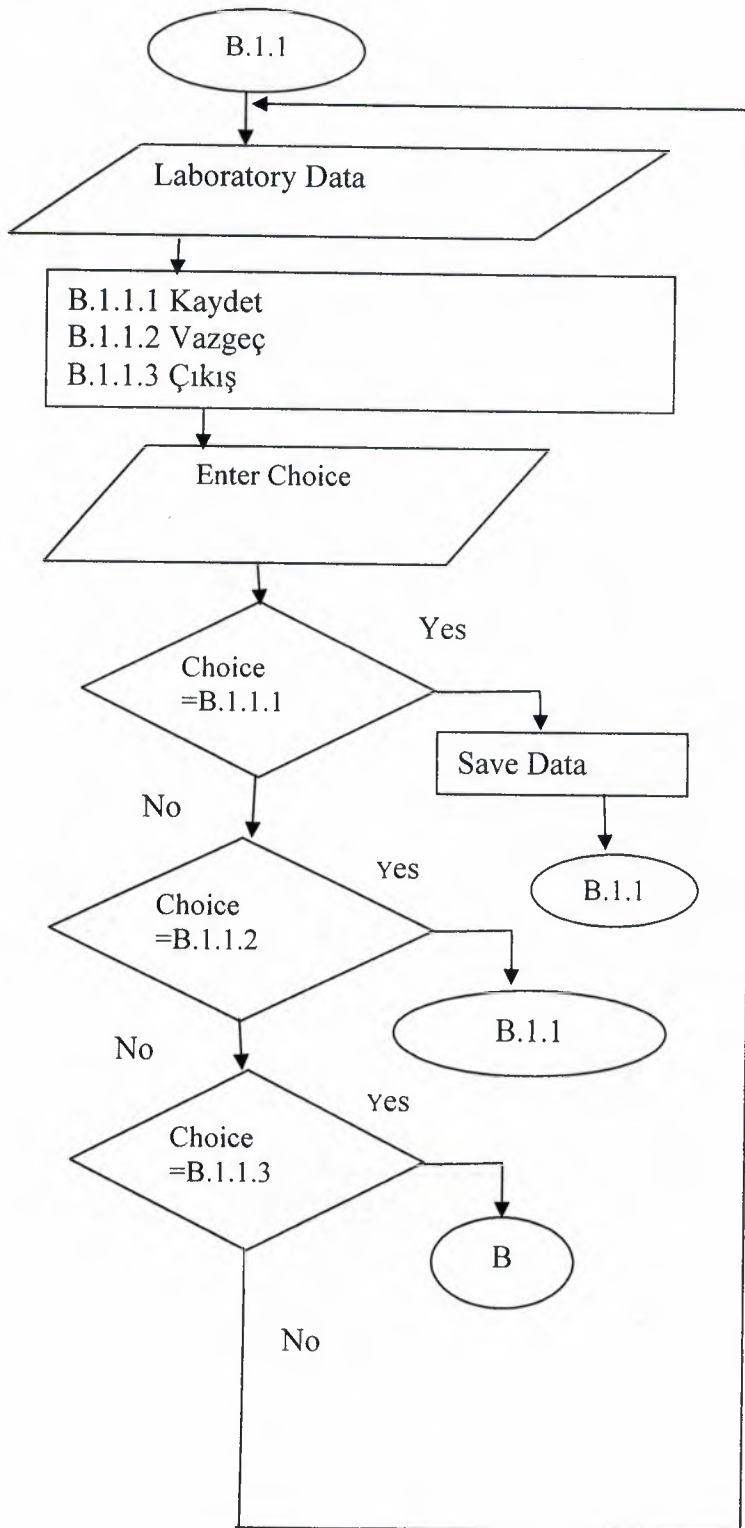 B.1.1
Laboratory Data
B.1.1.1 Kaydet
B.1.1.2 Vazgeç
B.1.1.3 Çıkış
Enter Choice
Yes
Choice
=B.1.1.1
Save Data
No
B.1.1
Yes
Choice
=B.1.1.2
B.1.1
No
Yes
Choice
=B.1.1.3
B
No